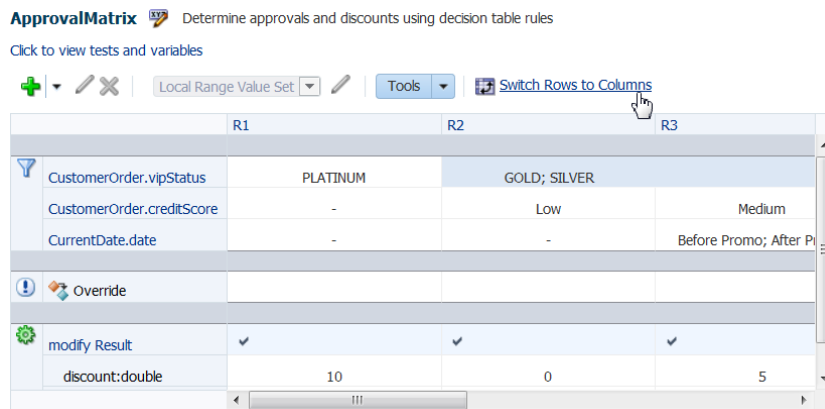 ApprovalMatrix Determine approvals and discounts using decision table rules
Click to view tests and variables
Local Range Value Set Tools Switch Rows to Columns
R1 R2 R3
CustomerOrder.vipStatus PLATINUM GOLD; SILVER
CustomerOrder.creditScore - Low Medium
CurrentDate.date - - Before Promo; After P
Override
modify Result
discount:double 10 0 5